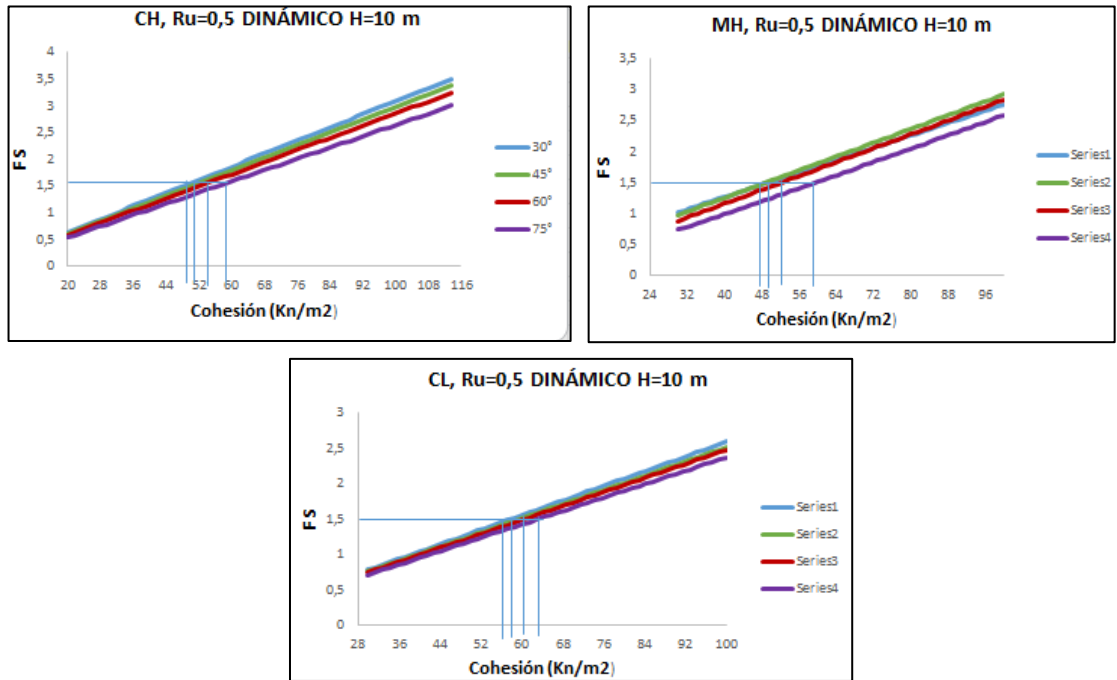 CH, Ru=0,5 DINÁMICO H=10 m
4
3,5
3
2,5
2
1,5
1
0,5
0
F S
20 28 36 44 52 60 68 76 84 92 100 108 116
Cohesión (Kn/m2)
30°
45°
60°
75°
MH, Ru=0,5 DINÁMICO H=10 m
3,5
3
2,5
2
1,5
1
0,5
0
FS
24 32 40 48 56 64 72 80 88 96
Cohesión (Kn/m2)
Series1
Series2
Series3
Series4
CL, Ru=0,5 DINÁMICO H=10 m
3
2,5
2
1,5
1
0,5
0
F S
28 36 44 52 60 68 76 84 92 100
Cohesión (Kn/m2)
Series1
Series2
Series3
Series4